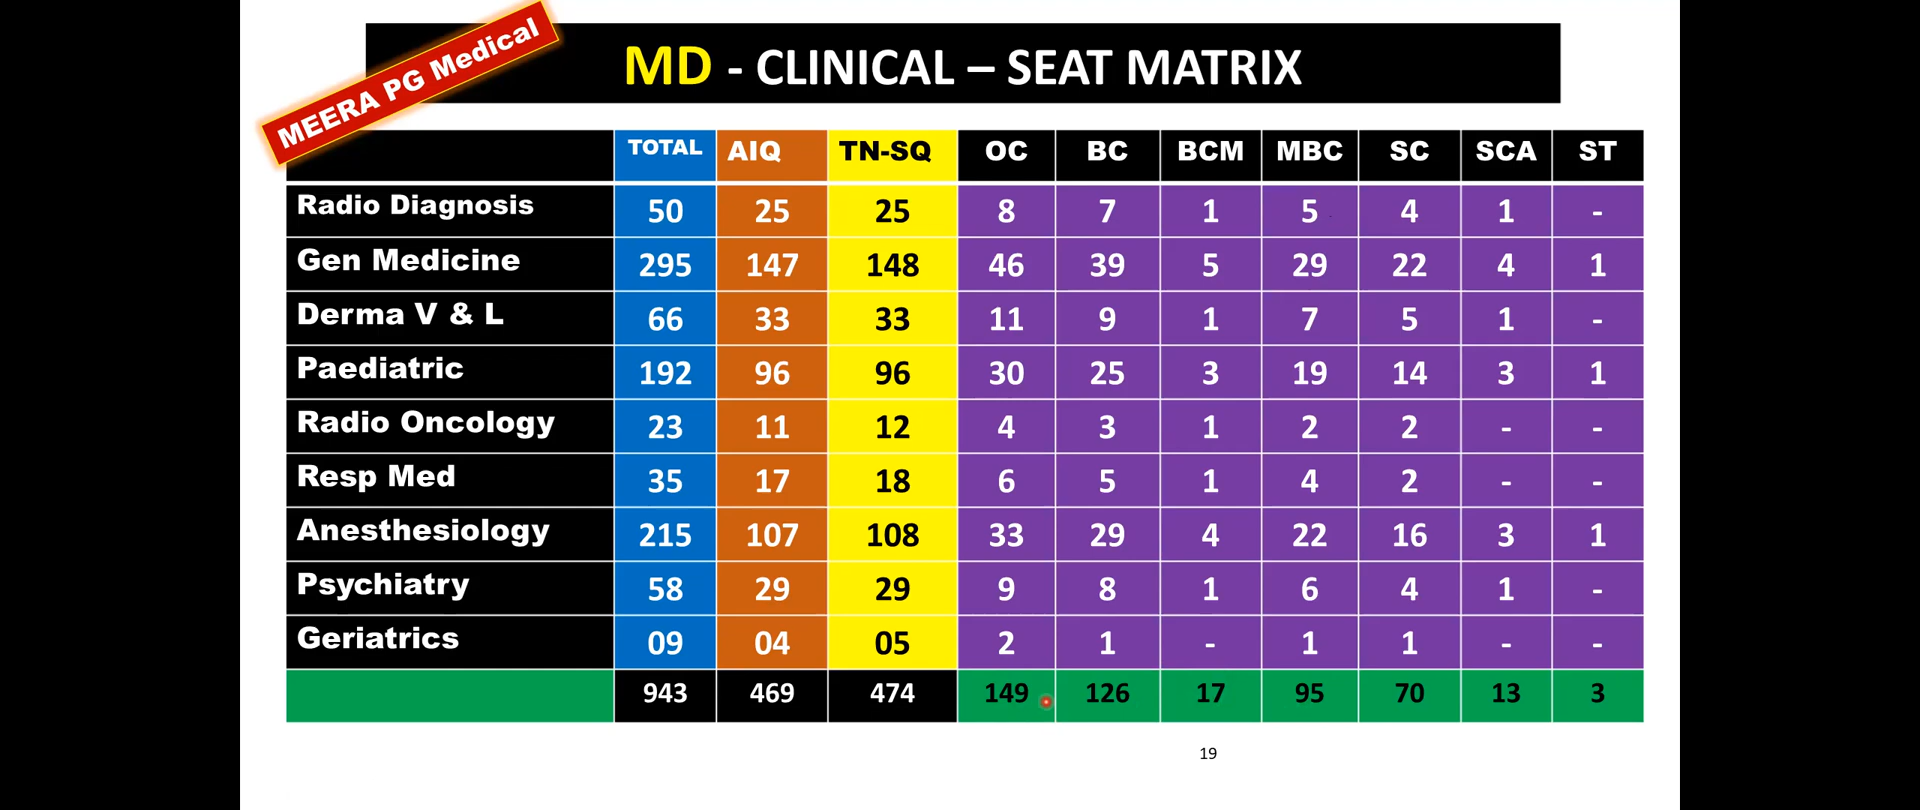 MEERA PG Medical
MD - CLINICAL – SEAT MATRIX
TOTAL AIQ TN-SQ OC BC BCM MBC SC SCA ST
Radio Diagnosis 50 25 25 8 7 1 5 4 1 -
Gen Medicine 295 147 148 46 39 5 29 22 4 1
Derma V & L 66 33 33 11 9 1 7 5 1 -
Paediatric 192 96 96 30 25 3 19 14 3 1
Radio Oncology 23 11 12 4 3 1 2 2 - -
Resp Med 35 17 18 6 5 1 4 2 - -
Anesthesiology 215 107 108 33 29 4 22 16 3 1
Psychiatry 58 29 29 9 8 1 6 4 1 -
Geriatrics 09 04 05 2 1 - 1 1 - -
943 469 474 149 126 17 95 70 13 3
19